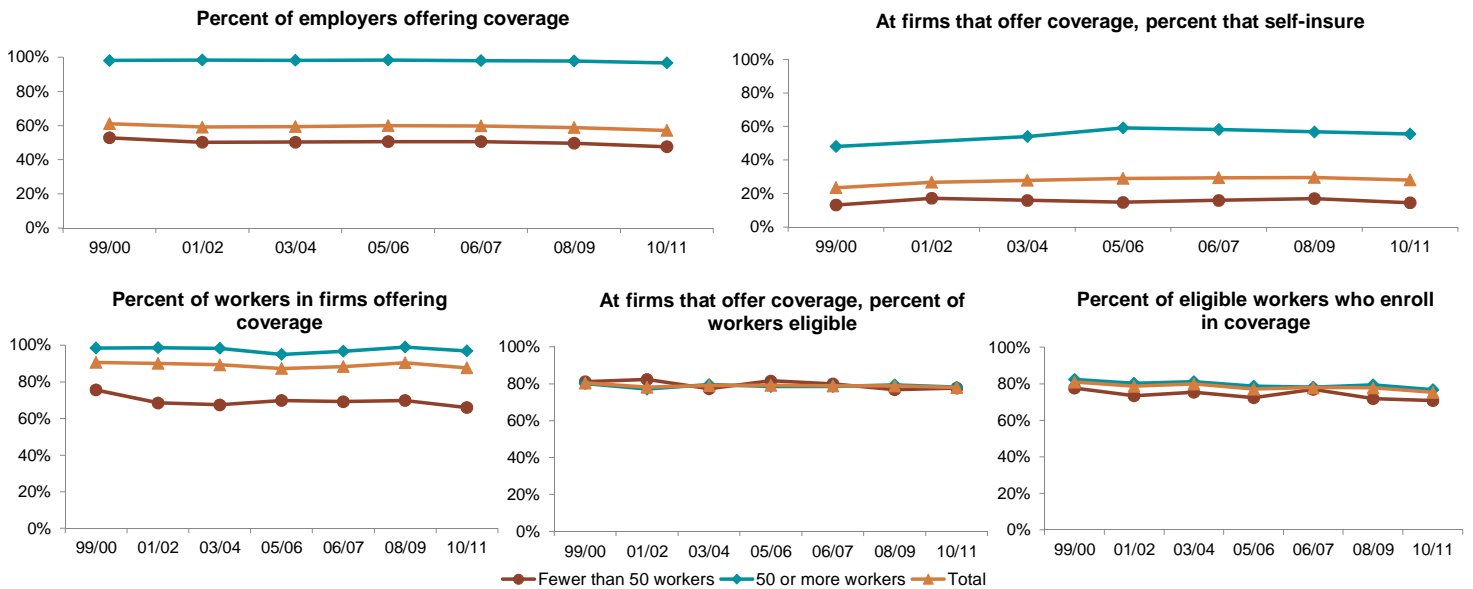 Percent of employers offering coverage
100%
80%
60%
40%
20%
0%
99/00 01/02 03/04 05/06 06/07 08/09 10/11
At firms that offer coverage, percent that self-insure
100%
80%
60%
40%
20%
0%
99/00 01/02 03/04 05/06 06/07 08/09 10/11
Percent of workers in firms offering
coverage
100%
80%
60%
40%
20%
0%
99/00 01/02 03/04 05/06 06/07 08/09 10/11
At firms that offer coverage, percent of
workers eligible
100%
80%
60%
40%
20%
0%
99/00 01/02 03/04 05/06 06/07 08/09 10/11
Percent of eligible workers who enroll
in coverage
100%
80%
60%
40%
20%
0%
99/00 01/02 03/04 05/06 06/07 08/09 10/11
Fewer than 50 workers 50 or more workers Total